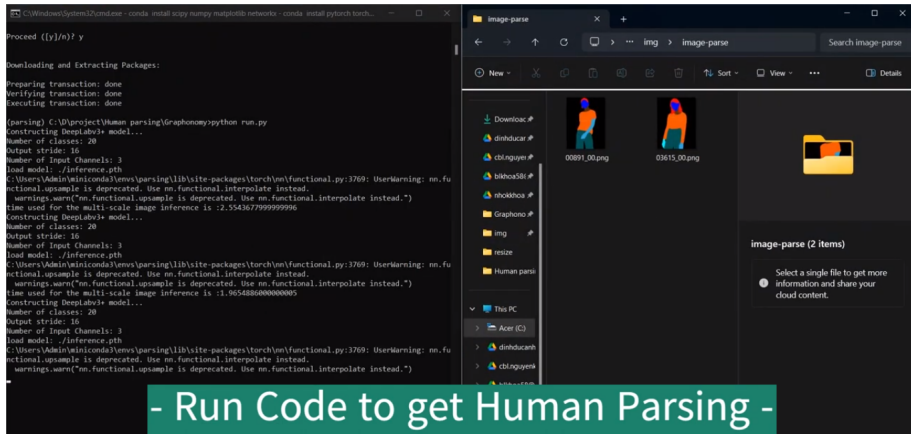 C:\Windows\System32\cmd.exe - conda install scipy numpy matplotlib networkx - conda install pytorch torch...
Proceed ([y]/n)? y
Downloading and Extracting Packages:
Preparing transaction: done
Verifying transaction: done
Executing transaction: done
(parsing) C:\D\project\Human parsing\Graphonomy>python run.py
Constructing DeepLabv3+ model...
Number of classes: 20
Output stride: 16
Number of Input Channels: 3
load model: ./inference.pth
C:\Users\Admin\miniconda3\envs\parsing\lib\site-packages\torch\nn\functional.py:3769: UserWarning: nn.fu
nctional.upsample is deprecated. Use nn.functional.interpolate instead.
warnings.warn("nn.functional.upsample is deprecated. Use nn.functional.interpolate instead.")
time used for the multi-scale image inference is :2.5543677999999996
Constructing DeepLabv3+ model...
Number of classes: 20
Output stride: 16
Number of Input Channels: 3
load model: ./inference.pth
C:\Users\Admin\miniconda3\envs\parsing\lib\site-packages\torch\nn\functional.py:3769: UserWarning: nn.fu
nctional.upsample is deprecated. Use nn.functional.interpolate instead.
warnings.warn("nn.functional.upsample is deprecated. Use nn.functional.interpolate instead.")
time used for the multi-scale image inference is :1.9654886000000005
Constructing DeepLabv3+ model...
Number of classes: 20
Output stride: 16
Number of Input Channels: 3
load model: ./inference.pth
C:\Users\Admin\miniconda3\envs\parsing\lib\site-packages\torch\nn\functional.py:3769: UserWarning: nn.fu
nctional.upsample is deprecated. Use nn.functional.interpolate instead.
warnings.warn("nn.functional.upsample is deprecated. Use nn.functional.interpolate instead.")
image-parse
img > image-parse
Search image-parse
New
Sort
View
Details
Downloac
dinhducar
cbl.nguyer
blkhoa58(
nhokkhoa
Graphono
img
resize
Human parsi
This PC
Acer (C:)
dinhducanh
cbl.nguyenk
00891_00.png
03615_00.png
image-parse (2 items)
Select a single file to get more
information and share your
cloud content.
- Run Code to get Human Parsing -